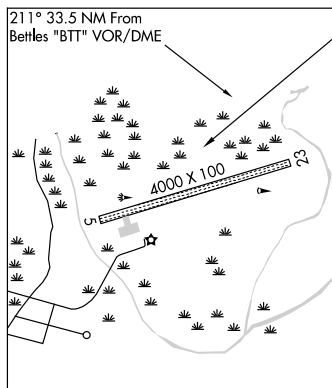 211° 33.5 NM From
Bettles "BTT" VOR/DME
4000 X 100
23
5